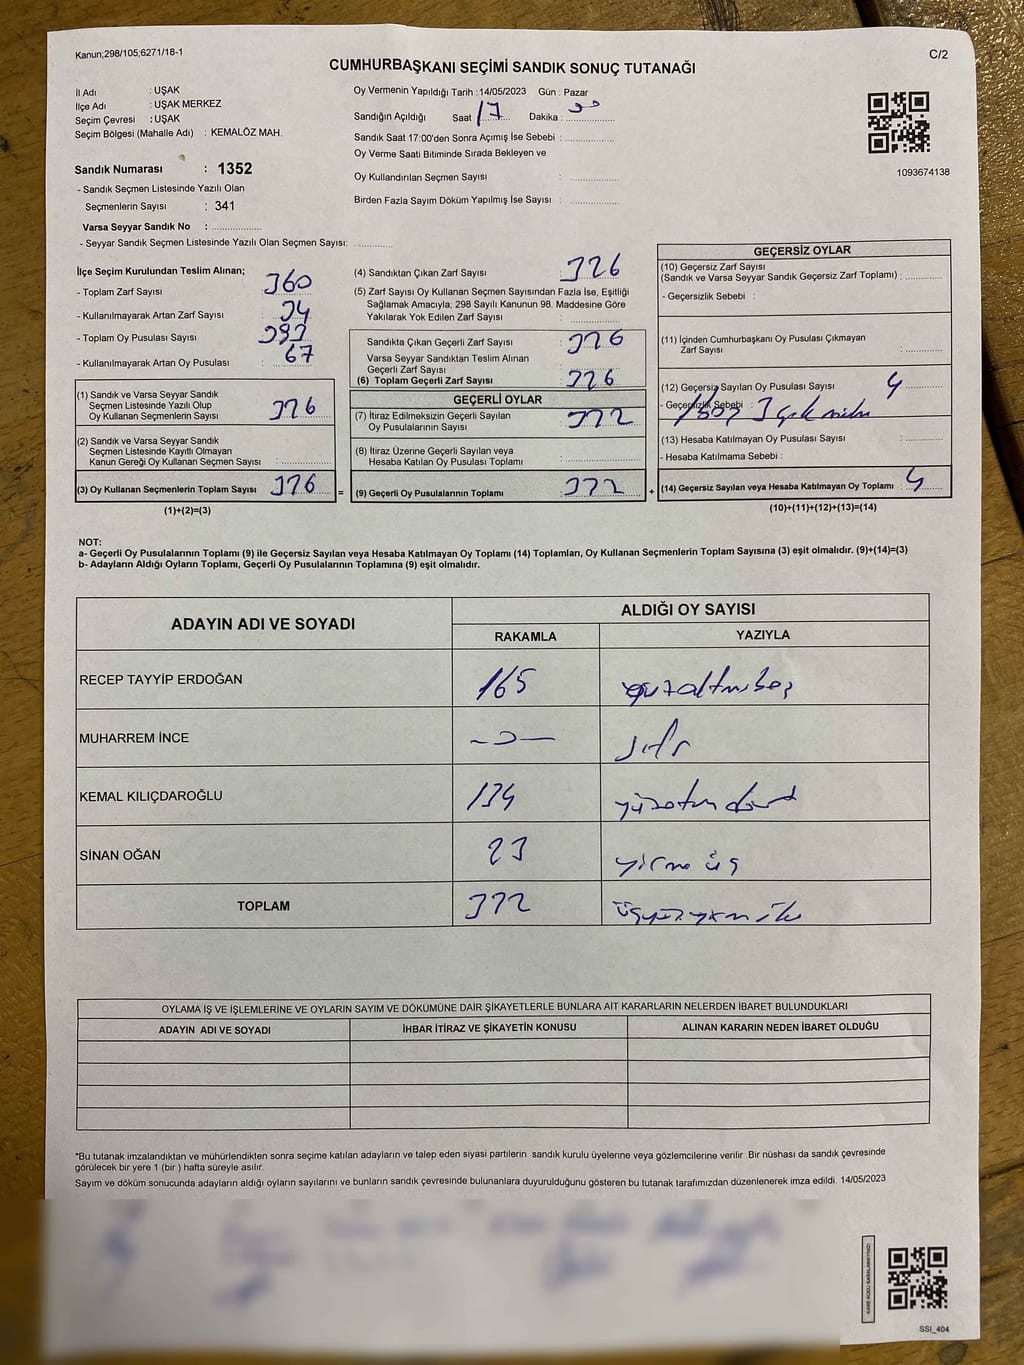 Kanun;298/105;6271/18-1
C/2
CUMHURBAŞKANI SEÇİMİ SANDIK SONUÇ TUTANAĞI
İl Adı : UŞAK
İlçe Adı : UŞAK MERKEZ
Seçim Çevresi : UŞAK
Seçim Bölgesi (Mahalle Adı) : KEMALÖZ MAH.
Sandık Numarası : 1352
- Sandık Seçmen Listesinde Yazılı Olan
Seçmenlerin Sayısı : 341
Varsa Seyyar Sandık No :
- Seyyar Sandık Seçmen Listesinde Yazılı Olan Seçmen Sayısı:
Oy Vermenin Yapıldığı Tarih : 14/05/2023 Gün : Pazar
Sandığın Açıldığı Saat 17 Dakika : 00
Sandık Saat 17:00'den Sonra Açımış İse Sebebi :
Oy Verme Saati Bitiminde Sırada Bekleyen ve
Oy Kullandırılan Seçmen Sayısı :
Birden Fazla Sayım Döküm Yapılmış İse Sayısı :
1093674138
İlçe Seçim Kurulundan Teslim Alınan;
- Toplam Zarf Sayısı : 360
- Kullanılmayarak Artan Zarf Sayısı : 34
- Toplam Oy Pusulası Sayısı : 393
- Kullanılmayarak Artan Oy Pusulası : 67
(1) Sandık ve Varsa Seyyar Sandık
Seçmen Listesinde Yazılı Olup
Oy Kullanan Seçmenlerin Sayısı : 326
(2) Sandık ve Varsa Seyyar Sandık
Seçmen Listesinde Kayıtlı Olmayan
Kanun Gereği Oy Kullanan Seçmen Sayısı :
(3) Oy Kullanan Seçmenlerin Toplam Sayısı : 326 =
(1)+(2)=(3)
(4) Sandıktan Çıkan Zarf Sayısı : 326
(5) Zarf Sayısı Oy Kullanan Seçmen Sayısından Fazla İse, Eşitliği
Sağlamak Amacıyla, 298 Sayılı Kanunun 98. Maddesine Göre
Yakılarak Yok Edilen Zarf Sayısı :
Sandıkta Çıkan Geçerli Zarf Sayısı : 326
Varsa Seyyar Sandıktan Teslim Alınan
Geçerli Zarf Sayısı :
(6) Toplam Geçerli Zarf Sayısı : 326
GEÇERLİ OYLAR
(7) İtiraz Edilmeksizin Geçerli Sayılan
Oy Pusulalarının Sayısı : 322
(8) İtiraz Üzerine Geçerli Sayılan veya
Hesaba Katılan Oy Pusulası Toplamı :
(9) Geçerli Oy Pusulalarının Toplamı : 322 +
GEÇERSİZ OYLAR
(10) Geçersiz Zarf Sayısı
(Sandık ve Varsa Seyyar Sandık Geçersiz Zarf Toplamı) :
- Geçersizlik Sebebi :
(11) İçinden Cumhurbaşkanı Oy Pusulası Çıkmayan
Zarf Sayısı :
(12) Geçersiz Sayılan Oy Pusulası Sayısı : 4
- Geçersizlik Sebebi :
(13) Hesaba Katılmayan Oy Pusulası Sayısı :
- Hesaba Katılmama Sebebi :
(14) Geçersiz Sayılan veya Hesaba Katılmayan Oy Toplamı : 4
(10)+(11)+(12)+(13)=(14)
NOT:
a- Geçerli Oy Pusulalarının Toplamı (9) ile Geçersiz Sayılan veya Hesaba Katılmayan Oy Toplamı (14) Toplamları, Oy Kullanan Seçmenlerin Toplam Sayısına (3) eşit olmalıdır. (9)+(14)=(3)
b- Adayların Aldığı Oyların Toplamı, Geçerli Oy Pusulalarının Toplamına (9) eşit olmalıdır.
ADAYIN ADI VE SOYADI
ALDIĞI OY SAYISI
RAKAMLA YAZIYLA
RECEP TAYYİP ERDOĞAN 165 yüzaltmışbeş
MUHARREM İNCE -0- sıfır
KEMAL KILIÇDAROĞLU 134 yüzotuz dört
SİNAN OĞAN 23 yirmi üç
TOPLAM 322 üçyüzyirmi iki
OYLAMA İŞ VE İŞLEMLERİNE VE OYLARIN SAYIM VE DÖKÜMÜNE DAİR ŞİKAYETLERLE BUNLARA AİT KARARLARIN NELERDEN İBARET BULUNDUKLARI
ADAYIN ADI VE SOYADI İHBAR İTİRAZ VE ŞİKAYETİN KONUSU ALINAN KARARIN NEDEN İBARET OLDUĞU
*Bu tutanak imzalandıktan ve mühürlendikten sonra seçime katılan adayların ve talep eden siyasi partilerin sandık kurulu üyelerine veya gözlemcilerine verilir. Bir nüshası da sandık çevresinde
görülecek bir yere 1 (bir ) hafta süreyle asılır.
Sayım ve döküm sonucunda adayların aldığı oyların sayılarını ve bunların sandık çevresinde bulunanlara duyurulduğunu gösteren bu tutanak tarafımızdan düzenlenerek imza edildi. 14/05/2023
KARE KODU KARALAMAYINIZ!
SSI_404